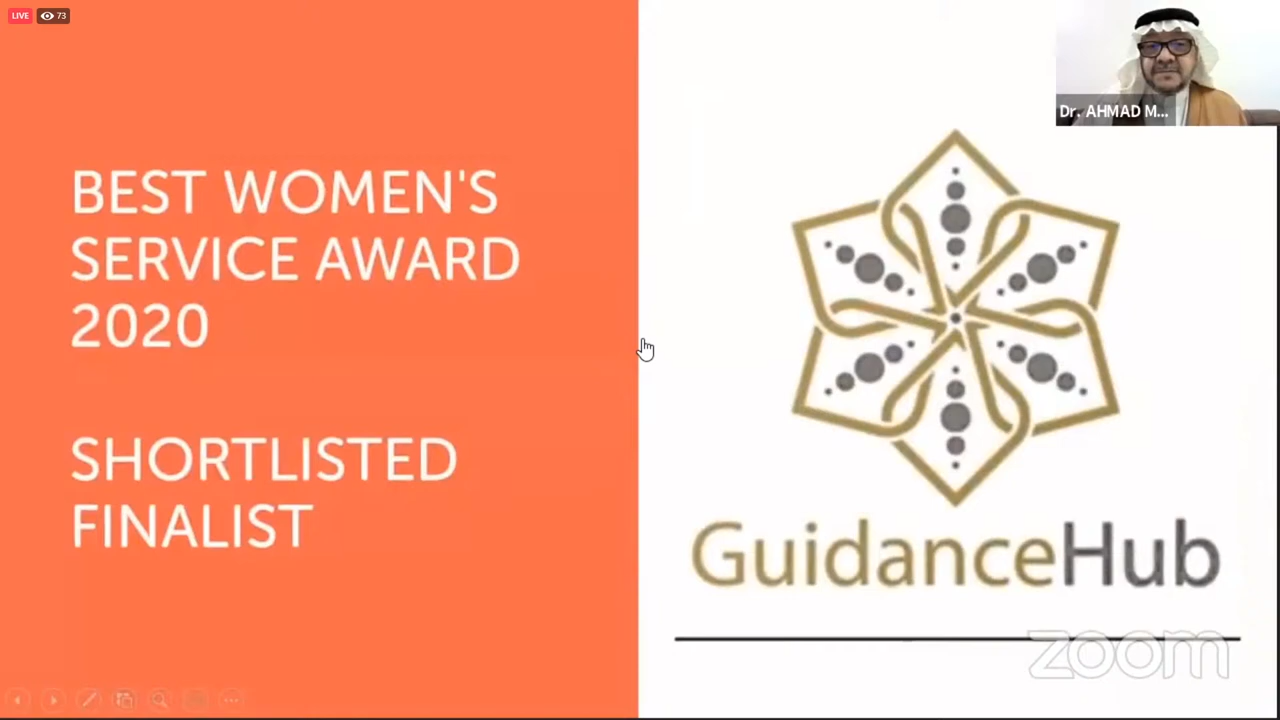 LIVE 73
Dr. AHMAD M...
BEST WOMEN'S
SERVICE AWARD
2020
SHORTLISTED
FINALIST
GuidanceHub
zoom